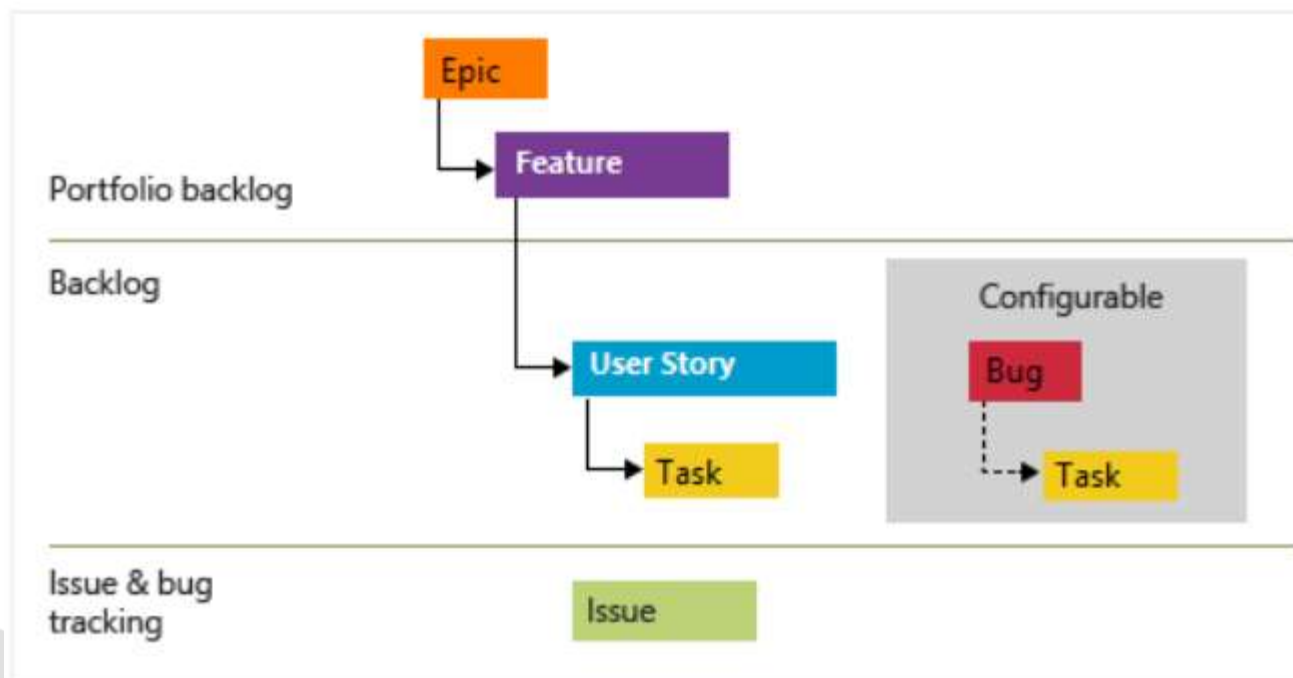 Epic
Feature
Portfolio backlog
Backlog
Configurable
User Story
Bug
Task
Task
Issue & bug
tracking
Issue